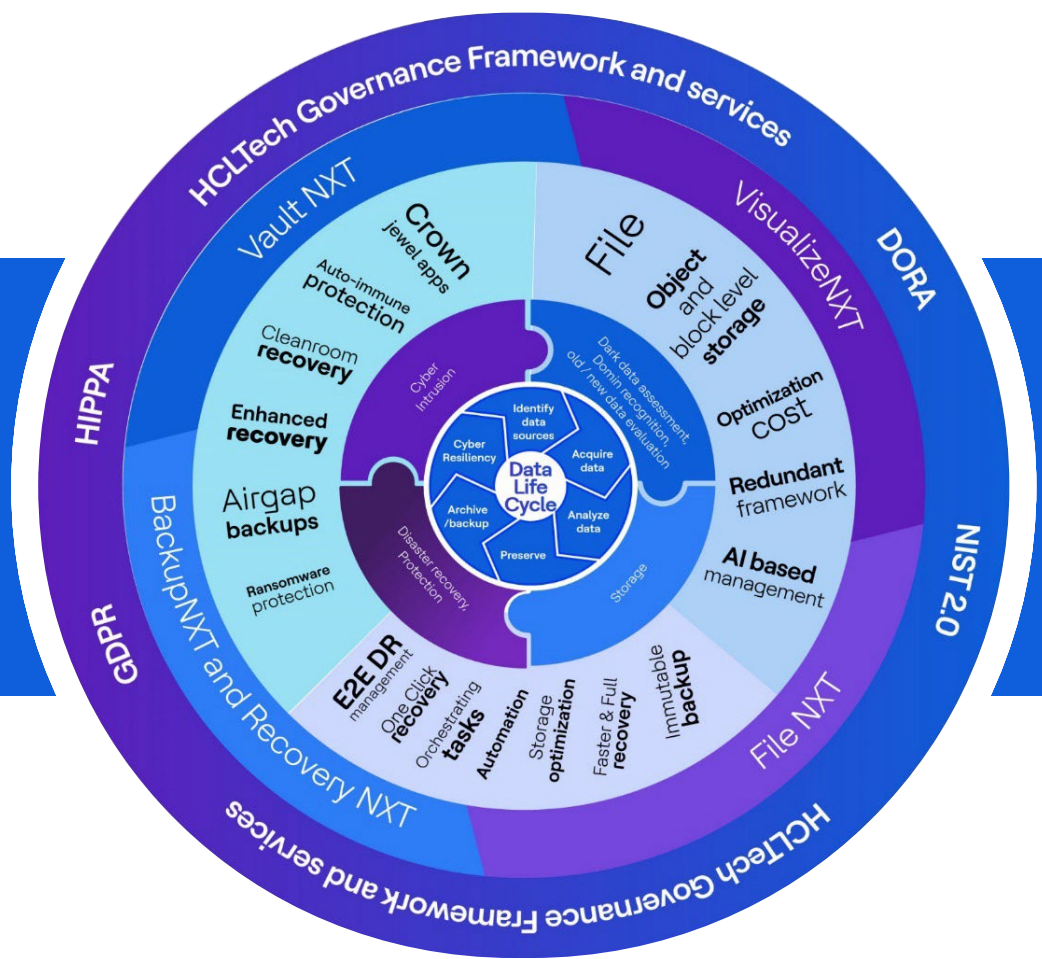 HCLTech Governance Framework and services
DORA
NIST 2.0
HCLTech Governance Framework and services
GDPR
HIPPA
Vault NXT
VisualizeNXT
File NXT
BackupNXT and Recovery NXT
Crown
jewel apps
Auto-immune
protection
Cleanroom
recovery
Enhanced
recovery
Airgap
backups
Ransomware
protection
File
Object
and
block level
storage
Optimization
cost
Redundant
framework
AI based
management
E2E DR
management
One Click
recovery
Orchestrating
tasks
Automation
Storage
optimization
Faster & Full
recovery
Immutable
backup
Cyber
Intrusion
Dark data assessment,
Domin recognition,
old / new data evaluation
Storage
Disaster recovery,
Protection
Identify
data
sources
Acquire
data
Analyze
data
Preserve
Archive
/backup
Cyber
Resiliency
Data
Life
Cycle